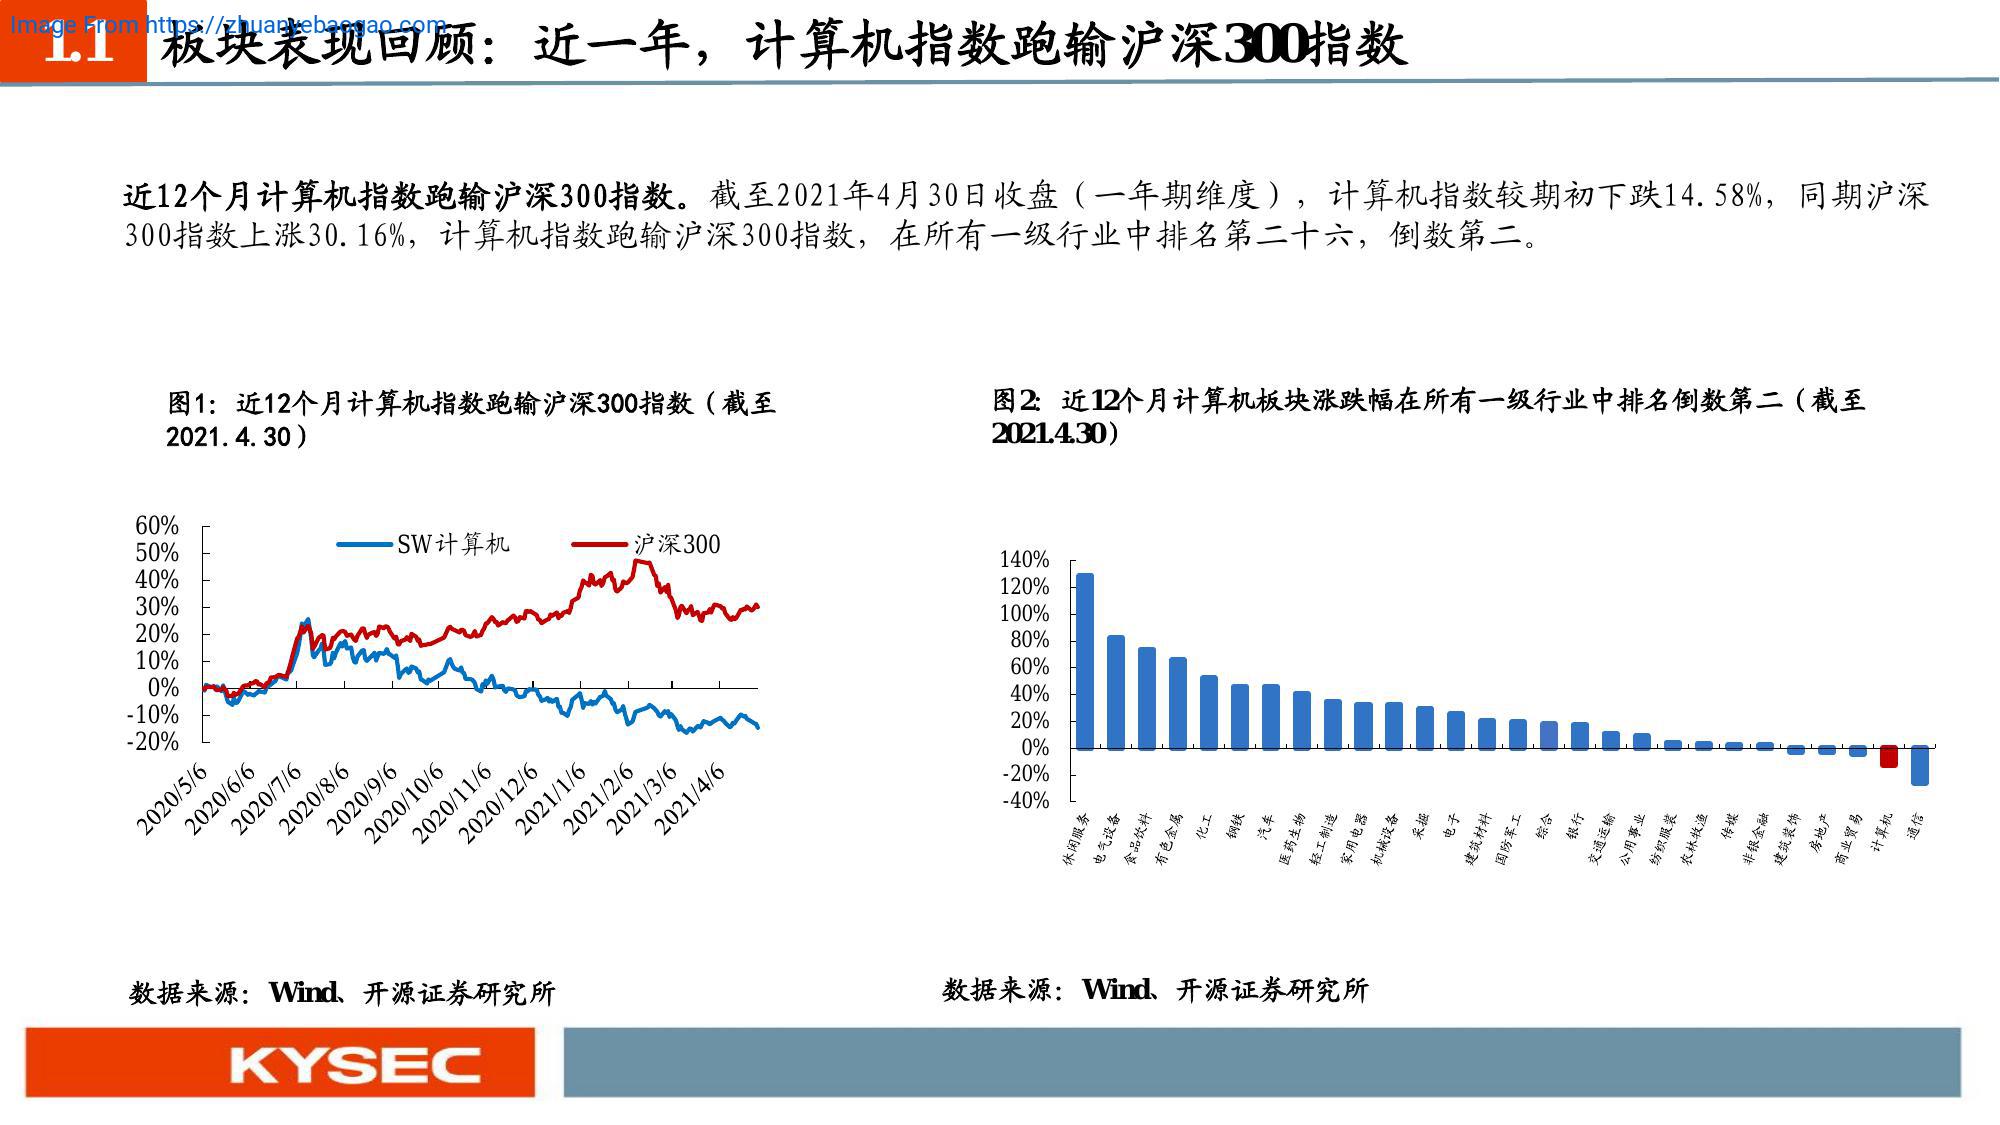 Image From https://zhuanyebaogao.com
1.1 板块表现回顾：近一年，计算机指数跑输沪深300指数
近12个月计算机指数跑输沪深300指数。截至2021年4月30日收盘（一年期维度），计算机指数较期初下跌14.58%，同期沪深
300指数上涨30.16%，计算机指数跑输沪深300指数，在所有一级行业中排名第二十六，倒数第二。
图1：近12个月计算机指数跑输沪深300指数（截至
2021.4.30）
60%
50%
40%
30%
20%
10%
0%
-10%
-20%
SW计算机
沪深300
2020/5/6
2020/6/6
2020/7/6
2020/8/6
2020/9/6
2020/10/6
2020/11/6
2020/12/6
2021/1/6
2021/2/6
2021/3/6
2021/4/6
数据来源：Wind、开源证券研究所
图2：近12个月计算机板块涨跌幅在所有一级行业中排名倒数第二（截至
2021.4.30）
140%
120%
100%
80%
60%
40%
20%
0%
-20%
-40%
休闲服务
电气设备
食品饮料
有色金属
化工
钢铁
汽车
医药生物
轻工制造
家用电器
机械设备
采掘
电子
建筑材料
国防军工
综合
银行
交通运输
公用事业
纺织服装
农林牧渔
传媒
非银金融
建筑装饰
房地产
商业贸易
计算机
通信
数据来源：Wind、开源证券研究所
KYSEC